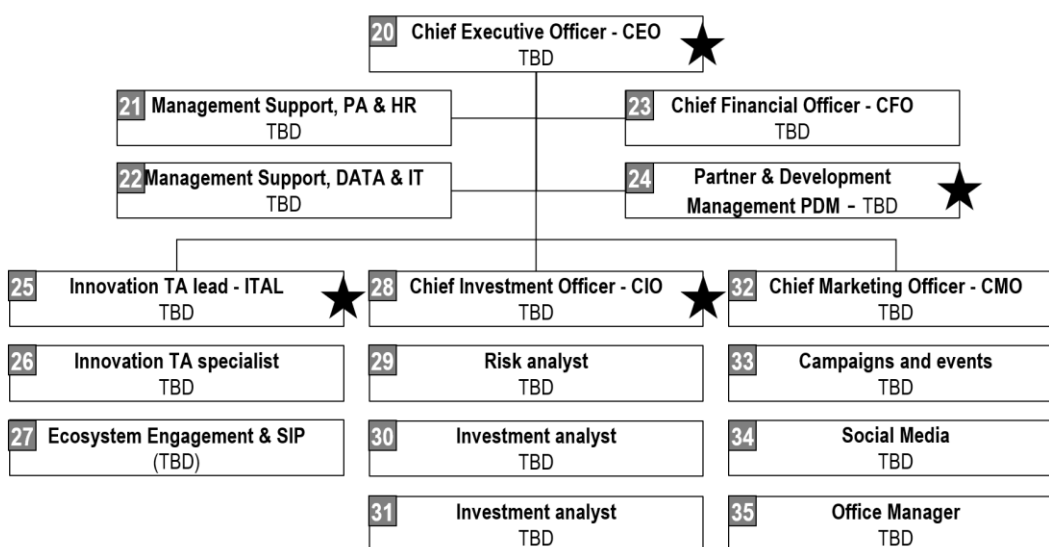 20 Chief Executive Officer - CEO
TBD
21 Management Support, PA & HR
TBD
23 Chief Financial Officer - CFO
TBD
22 Management Support, DATA & IT
TBD
24 Partner & Development
Management PDM - TBD
25 Innovation TA lead - ITAL
TBD
28 Chief Investment Officer - CIO
TBD
32 Chief Marketing Officer - CMO
TBD
26 Innovation TA specialist
TBD
29 Risk analyst
TBD
33 Campaigns and events
TBD
27 Ecosystem Engagement & SIP
(TBD)
30 Investment analyst
TBD
34 Social Media
TBD
31 Investment analyst
TBD
35 Office Manager
TBD